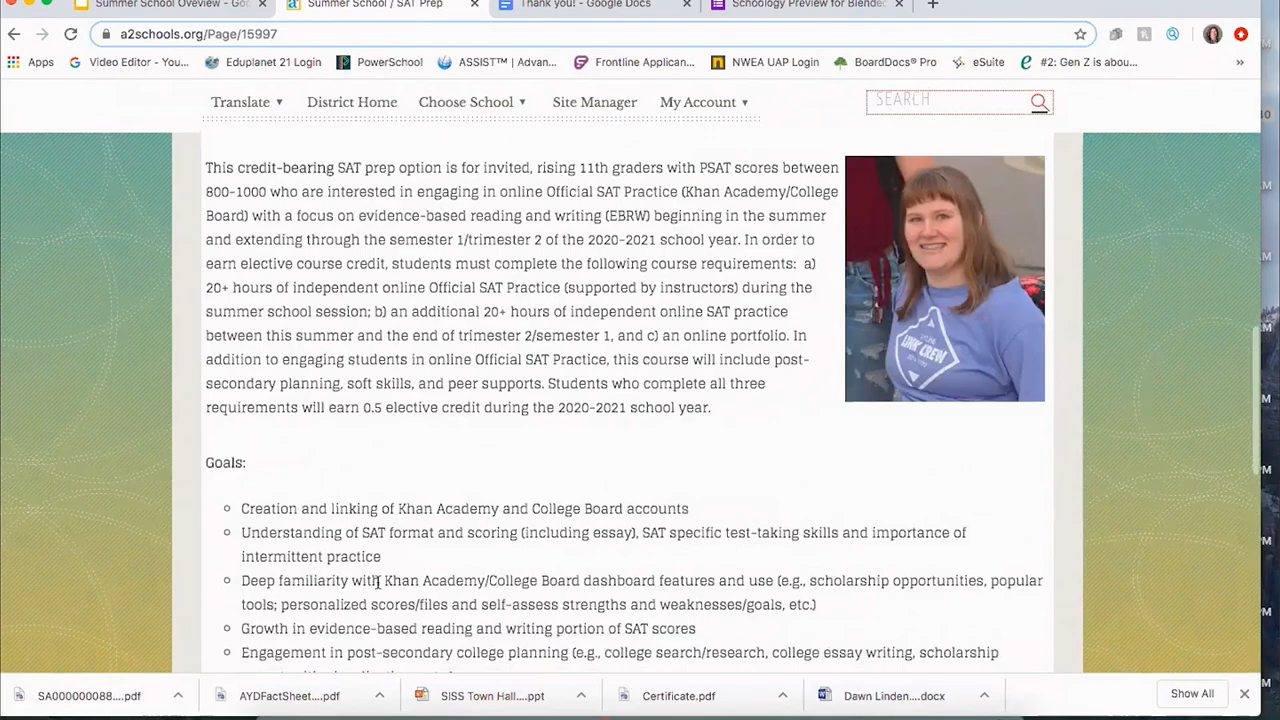 Summer School Oveview - Goo
Summer School / SAT Prep
Thank you! - Google Docs
Schoology Preview for Blended
a2schools.org/Page/15997
Apps
Video Editor - You...
Eduplanet 21 Login
PowerSchool
ASSIST™ | Advan...
Frontline Applican...
NWEA UAP Login
BoardDocs® Pro
eSuite
#2: Gen Z is abou...
Translate
District Home
Choose School
Site Manager
My Account
SEARCH
This credit-bearing SAT prep option is for invited, rising 11th graders with PSAT scores between
800-1000 who are interested in engaging in online Official SAT Practice (Khan Academy/College
Board) with a focus on evidence-based reading and writing (EBRW) beginning in the summer
and extending through the semester 1/trimester 2 of the 2020-2021 school year. In order to
earn elective course credit, students must complete the following course requirements: a)
20+ hours of independent online Official SAT Practice (supported by instructors) during the
summer school session; b) an additional 20+ hours of independent online SAT practice
between this summer and the end of trimester 2/semester 1, and c) an online portfolio. In
addition to engaging students in online Official SAT Practice, this course will include post-
secondary planning, soft skills, and peer supports. Students who complete all three
requirements will earn 0.5 elective credit during the 2020-2021 school year.
LINK CREW
Goals:
Creation and linking of Khan Academy and College Board accounts
Understanding of SAT format and scoring (including essay), SAT specific test-taking skills and importance of
intermittent practice
Deep familiarity with Khan Academy/College Board dashboard features and use (e.g., scholarship opportunities, popular
tools; personalized scores/files and self-assess strengths and weaknesses/goals, etc.)
Growth in evidence-based reading and writing portion of SAT scores
Engagement in post-secondary college planning (e.g., college search/research, college essay writing, scholarship
SA000000088....pdf
AYDFactSheet....pdf
SISS Town Hall....ppt
Certificate.pdf
Dawn Linden....docx
Show All